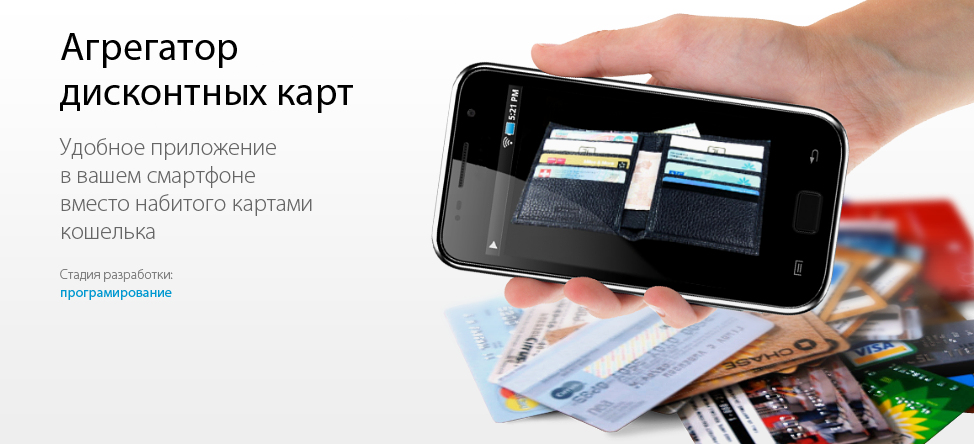 Агрегатор
дисконтных карт
Удобное приложение
в вашем смартфоне
вместо набитого картами
кошелька
Стадия разработки:
програмирование
5:21 PM
CHASE
VISA
BP